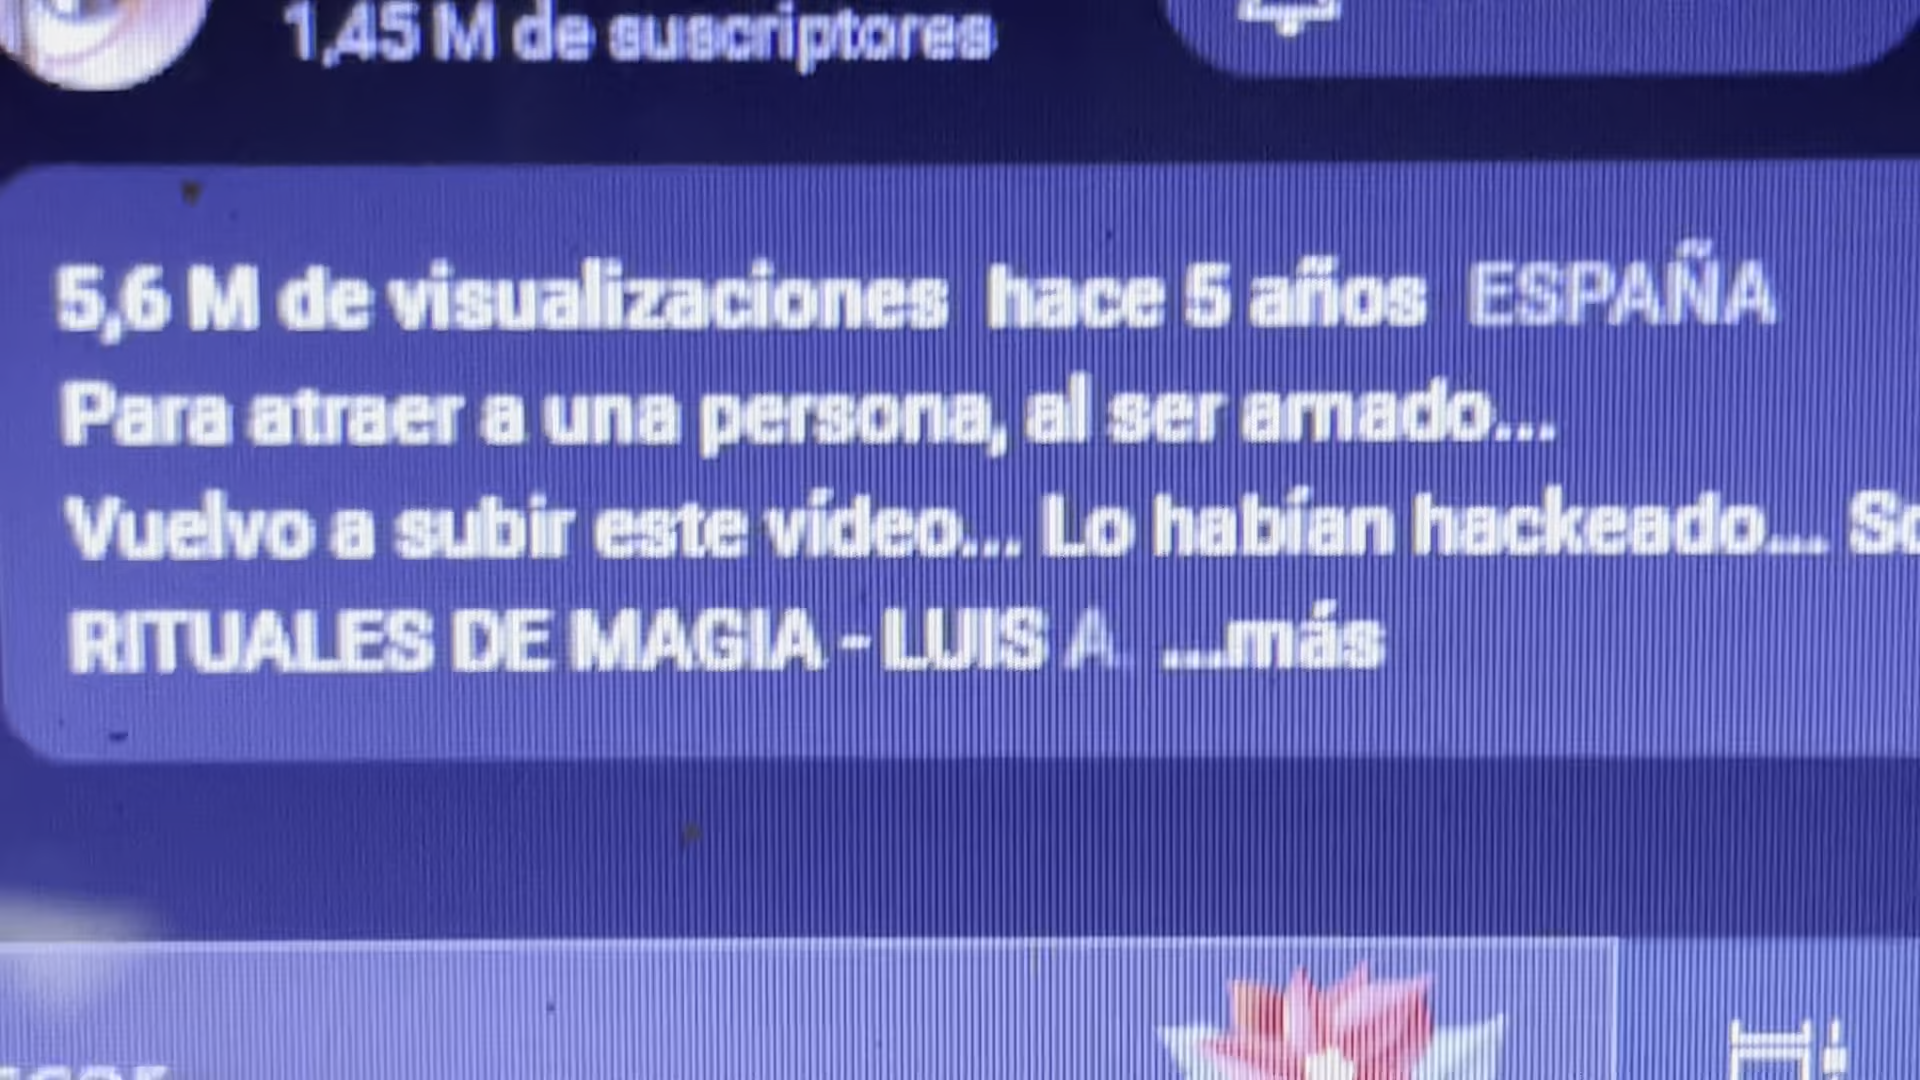 1,45 M de suscriptores
5,6 M de visualizaciones hace 5 años ESPAÑA
Para atraer a una persona, al ser amado...
Vuelvo a subir este vídeo... Lo habían hackeado...
RITUALES DE MAGIA - LUIS A. ...más